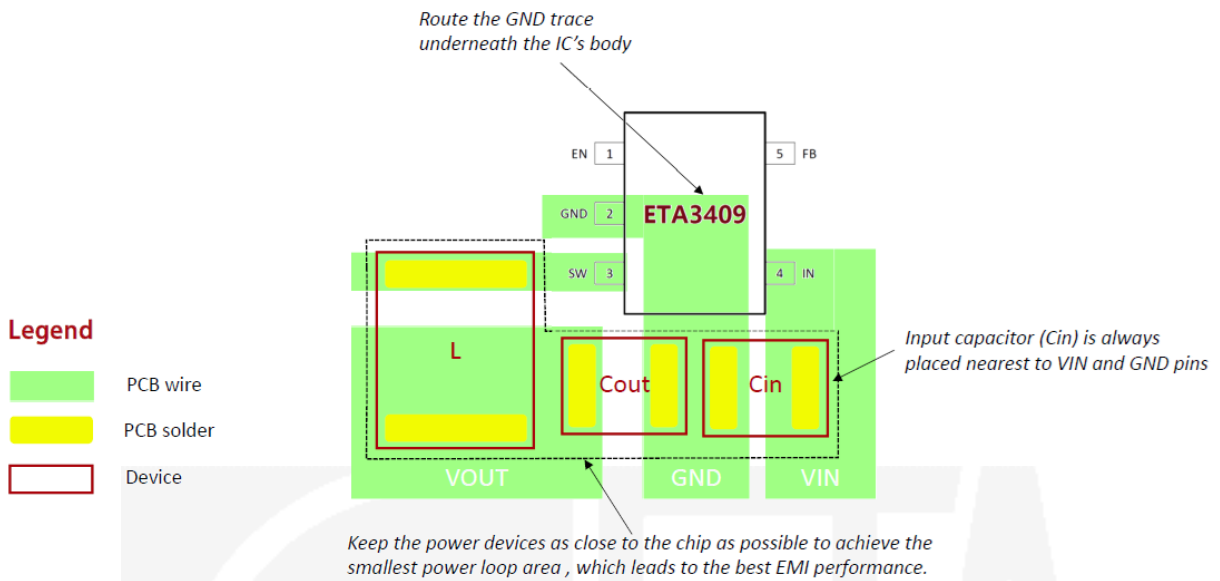 Route the GND trace
underneath the IC's body
EN 1
5 FB
GND 2
ETA3409
SW 3
4 IN
Legend
PCB wire
PCB solder
Device
L
Cout
Cin
Input capacitor (Cin) is always
placed nearest to VIN and GND pins
VOUT
GND
VIN
Keep the power devices as close to the chip as possible to achieve the
smallest power loop area , which leads to the best EMI performance.